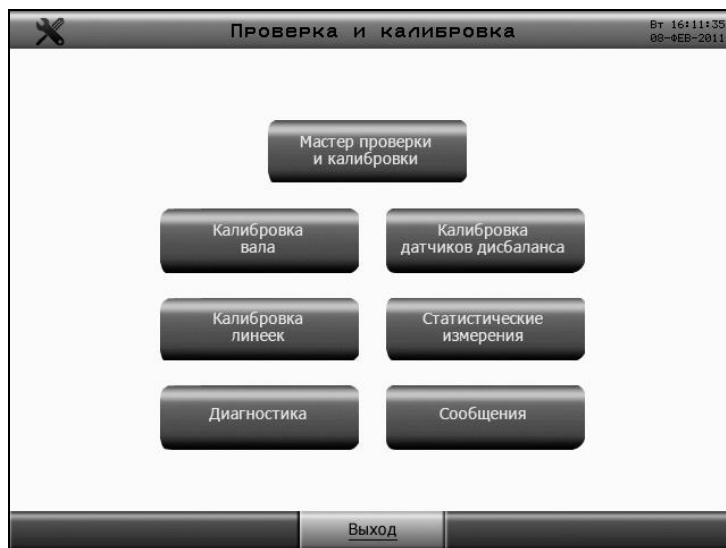 Проверка и калибровка
Вт 16:11:35
08-ФЕВ-2011
Мастер проверки
и калибровки
Калибровка
вала
Калибровка
датчиков дисбаланса
Калибровка
линеек
Статистические
измерения
Диагностика
Сообщения
Выход